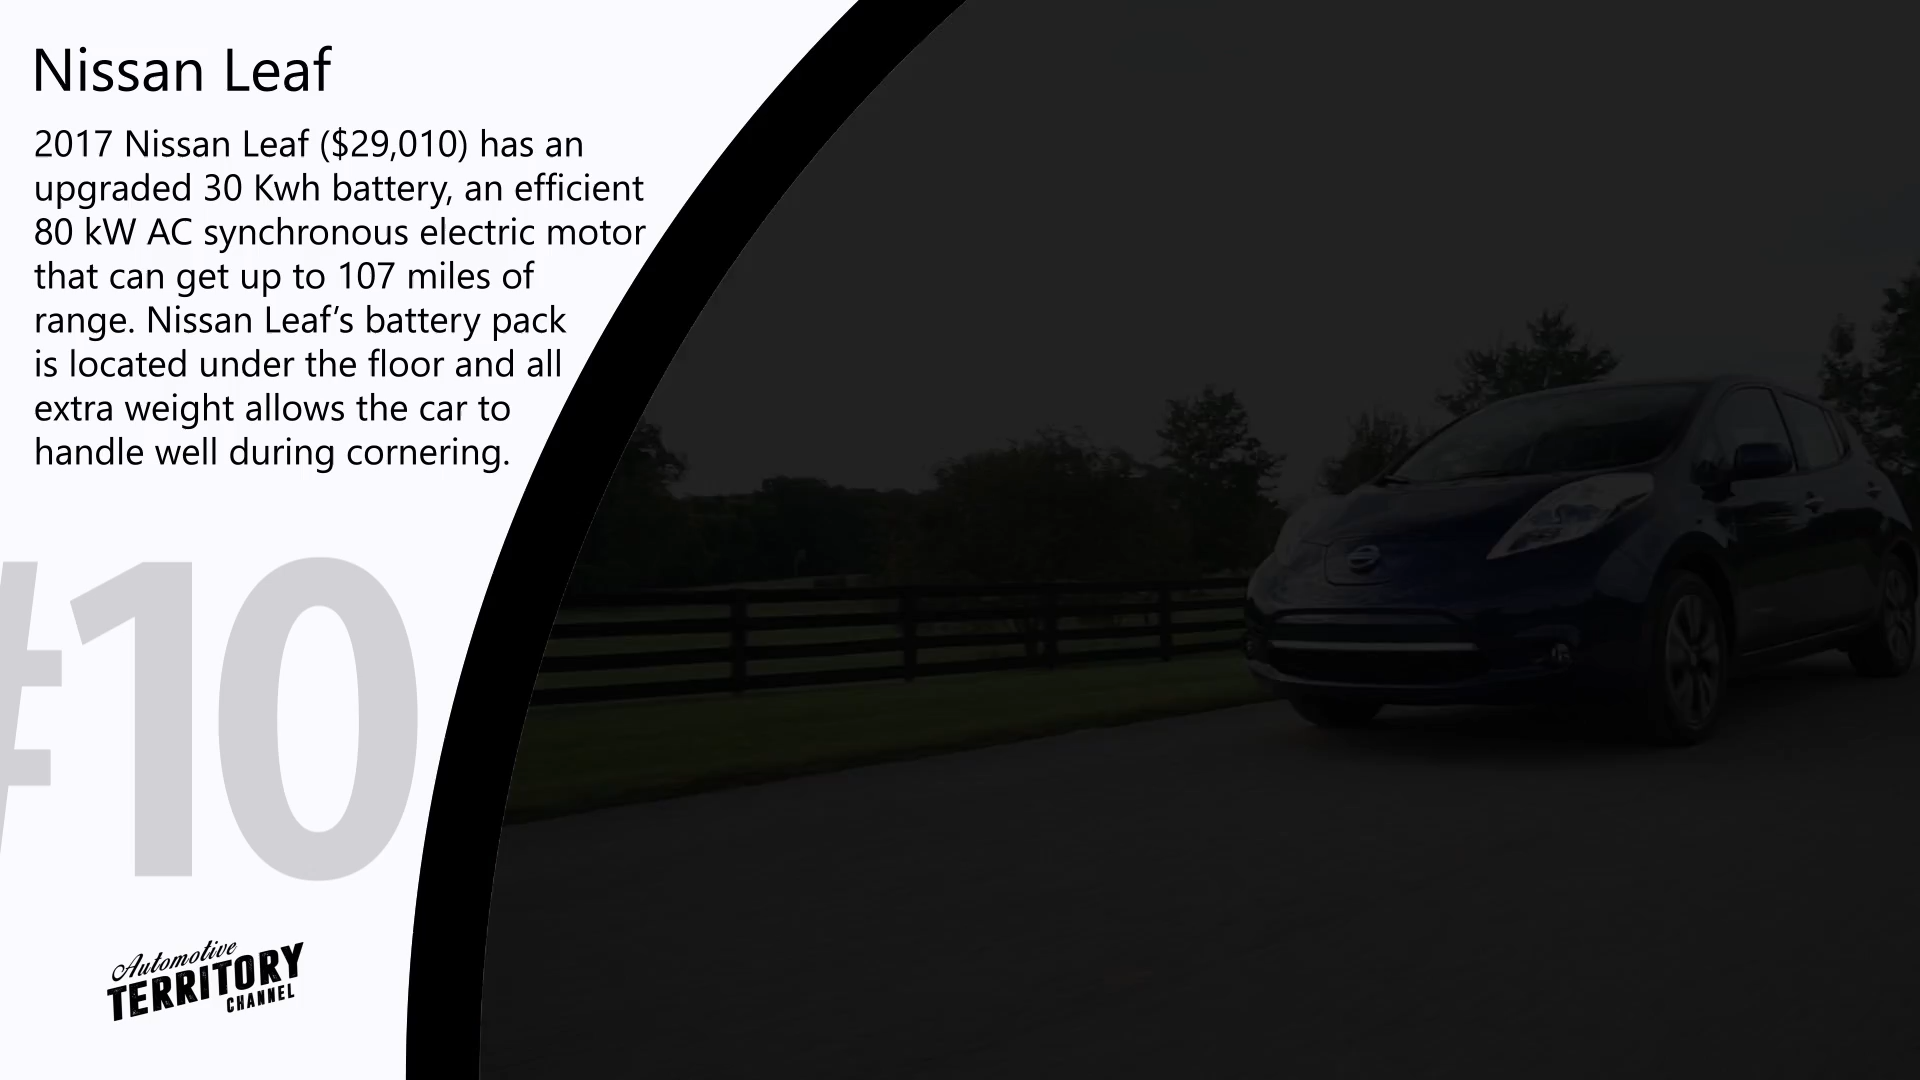 Nissan Leaf
2017 Nissan Leaf ($29,010) has an
upgraded 30 Kwh battery, an efficient
80 kW AC synchronous electric motor
that can get up to 107 miles of
range. Nissan Leaf’s battery pack
is located under the floor and all
extra weight allows the car to
handle well during cornering.
#10
Automotive
TERRITORY
CHANNEL